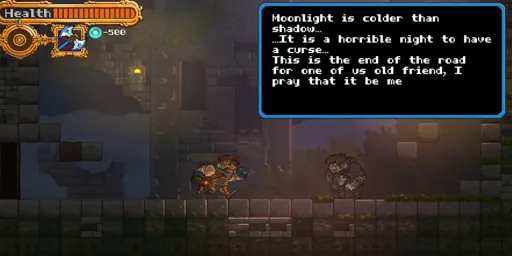 Health
-500
Moonlight is colder than
shadow…
…It is a horrible night to have
a curse…
This is the end of the road
for one of us old friend, I
pray that it be me